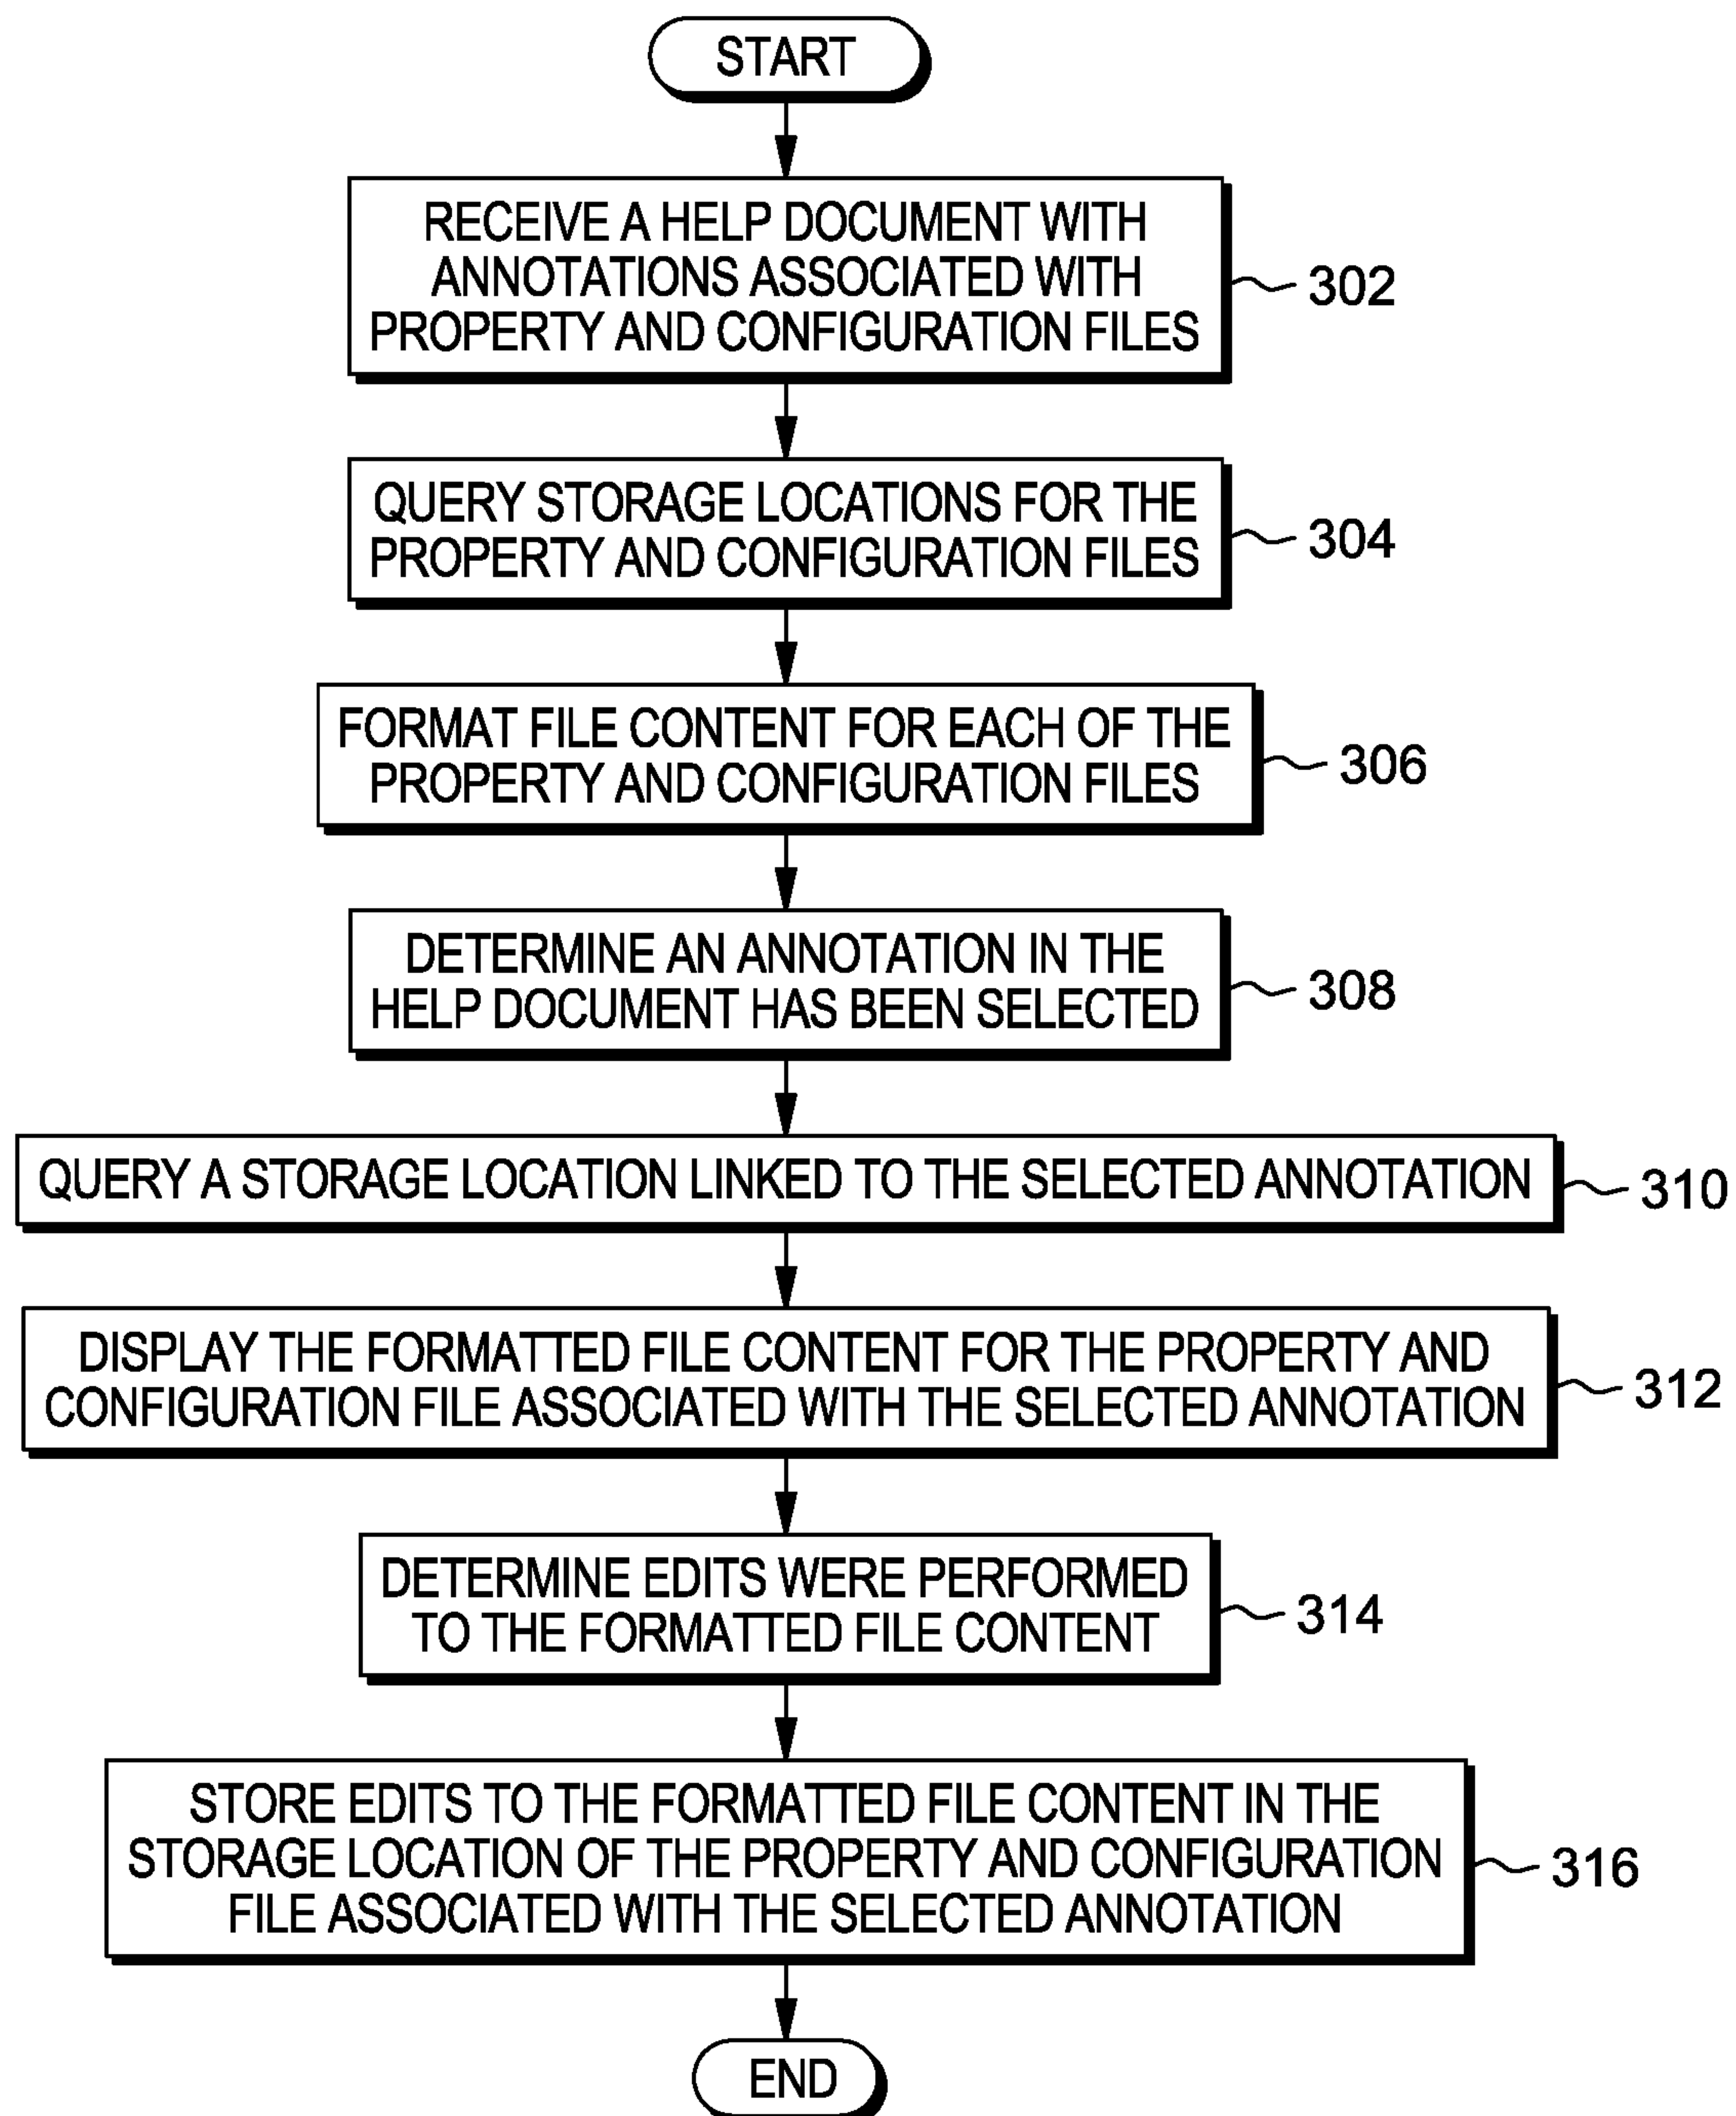 START
RECEIVE A HELP DOCUMENT WITH
ANNOTATIONS ASSOCIATED WITH
PROPERTY AND CONFIGURATION FILES
302
QUERY STORAGE LOCATIONS FOR THE
PROPERTY AND CONFIGURATION FILES
304
FORMAT FILE CONTENT FOR EACH OF THE
PROPERTY AND CONFIGURATION FILES
306
DETERMINE AN ANNOTATION IN THE
HELP DOCUMENT HAS BEEN SELECTED
308
QUERY A STORAGE LOCATION LINKED TO THE SELECTED ANNOTATION
310
DISPLAY THE FORMATTED FILE CONTENT FOR THE PROPERTY AND
CONFIGURATION FILE ASSOCIATED WITH THE SELECTED ANNOTATION
312
DETERMINE EDITS WERE PERFORMED
TO THE FORMATTED FILE CONTENT
314
STORE EDITS TO THE FORMATTED FILE CONTENT IN THE
STORAGE LOCATION OF THE PROPERTY AND CONFIGURATION
FILE ASSOCIATED WITH THE SELECTED ANNOTATION
316
END